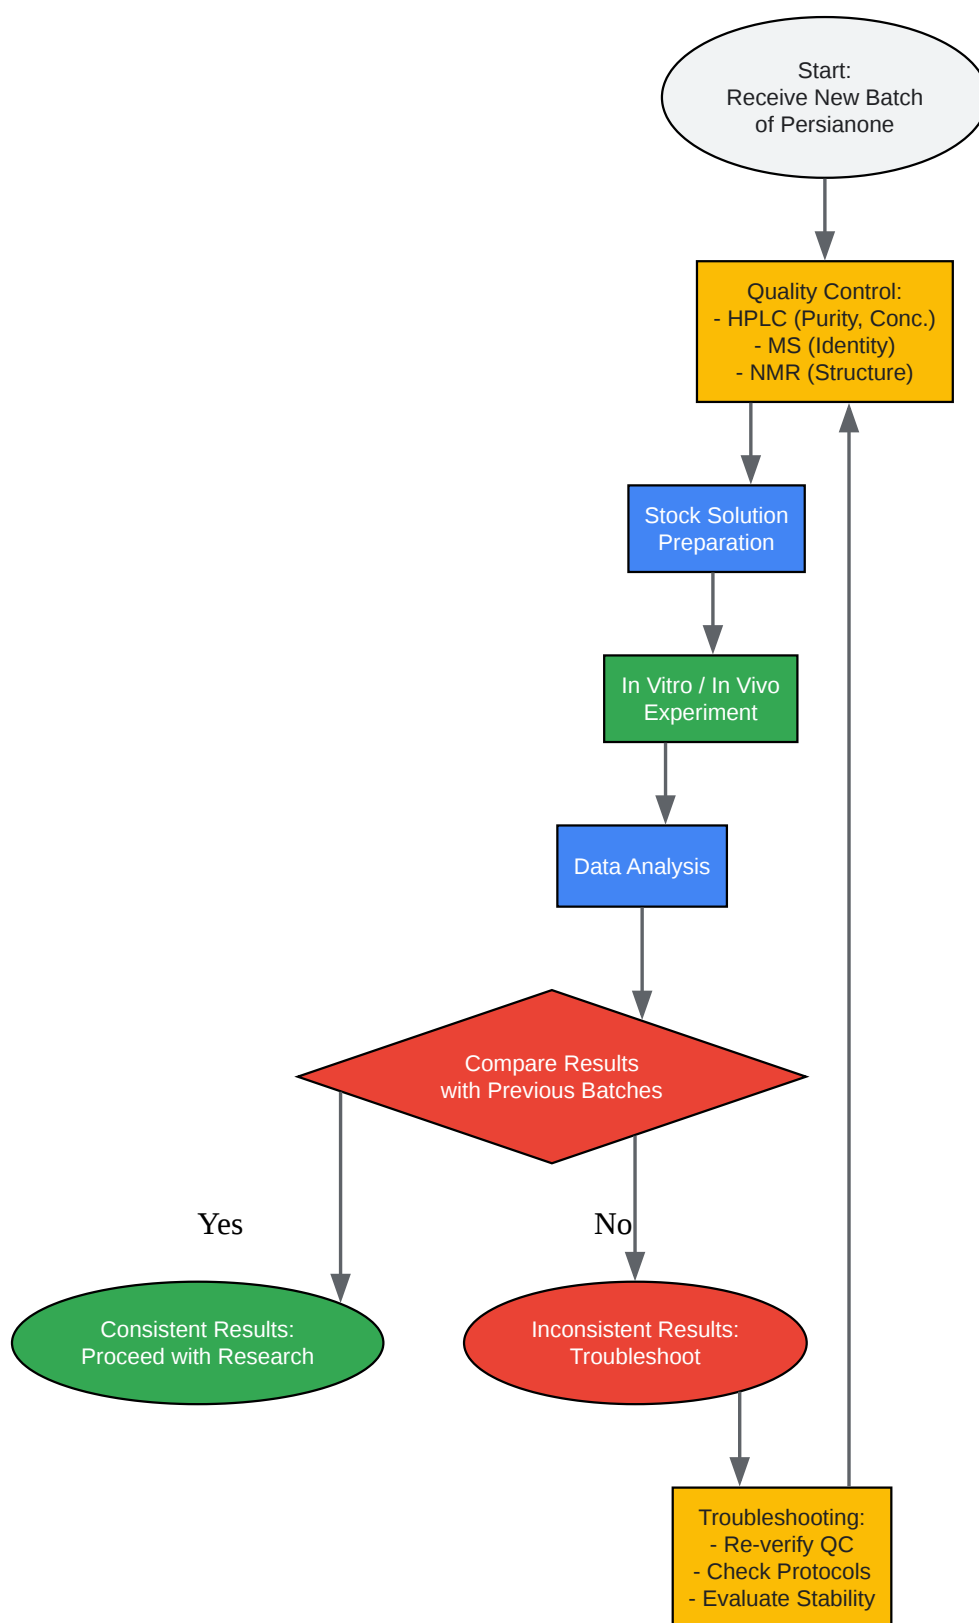 Start:
Receive New Batch
of Persianone
Quality Control:
- HPLC (Purity, Conc.)
- MS (Identity)
- NMR (Structure)
Stock Solution
Preparation
In Vitro / In Vivo
Experiment
Data Analysis
Compare Results
with Previous Batches
Yes
No
Consistent Results:
Proceed with Research
Inconsistent Results:
Troubleshoot
Troubleshooting:
- Re-verify QC
- Check Protocols
- Evaluate Stability